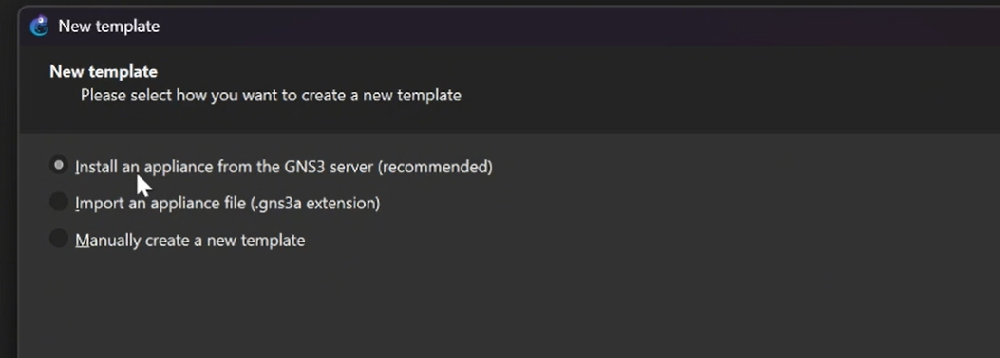 New template
New template
Please select how you want to create a new template
Install an appliance from the GNS3 server (recommended)
Import an appliance file (.gns3a extension)
Manually create a new template